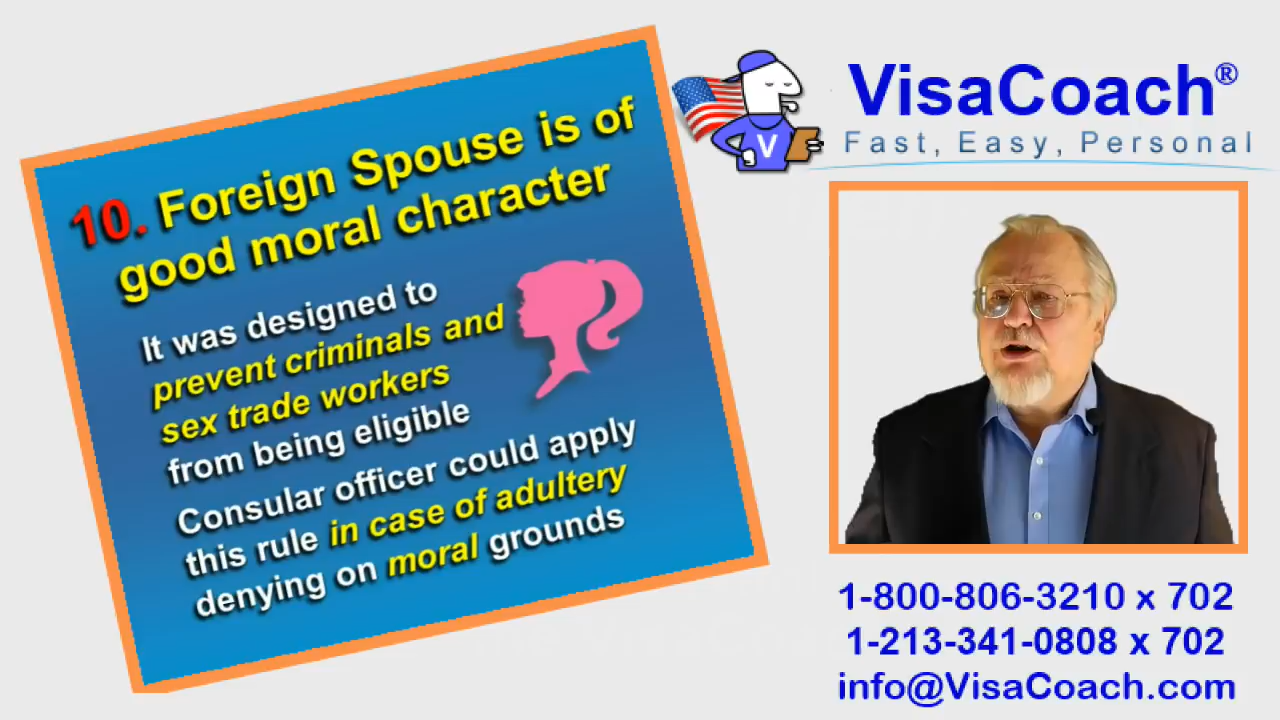 10. Foreign Spouse is of
good moral character
It was designed to
prevent criminals and
sex trade workers
from being eligible
Consular officer could apply
this rule in case of adultery
denying on moral grounds
V
VisaCoach®
Fast, Easy, Personal
1-800-806-3210 x 702
1-213-341-0808 x 702
info@VisaCoach.com